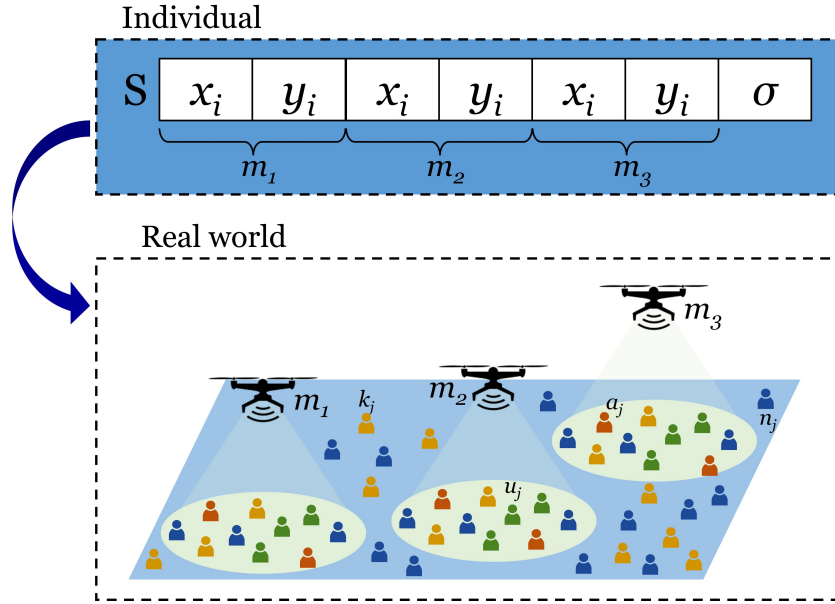 Individual
S x_i y_i x_i y_i x_i y_i σ
m_1 m_2 m_3
Real world
m_3
m_1 k_j m_2 a_j n_j
u_j